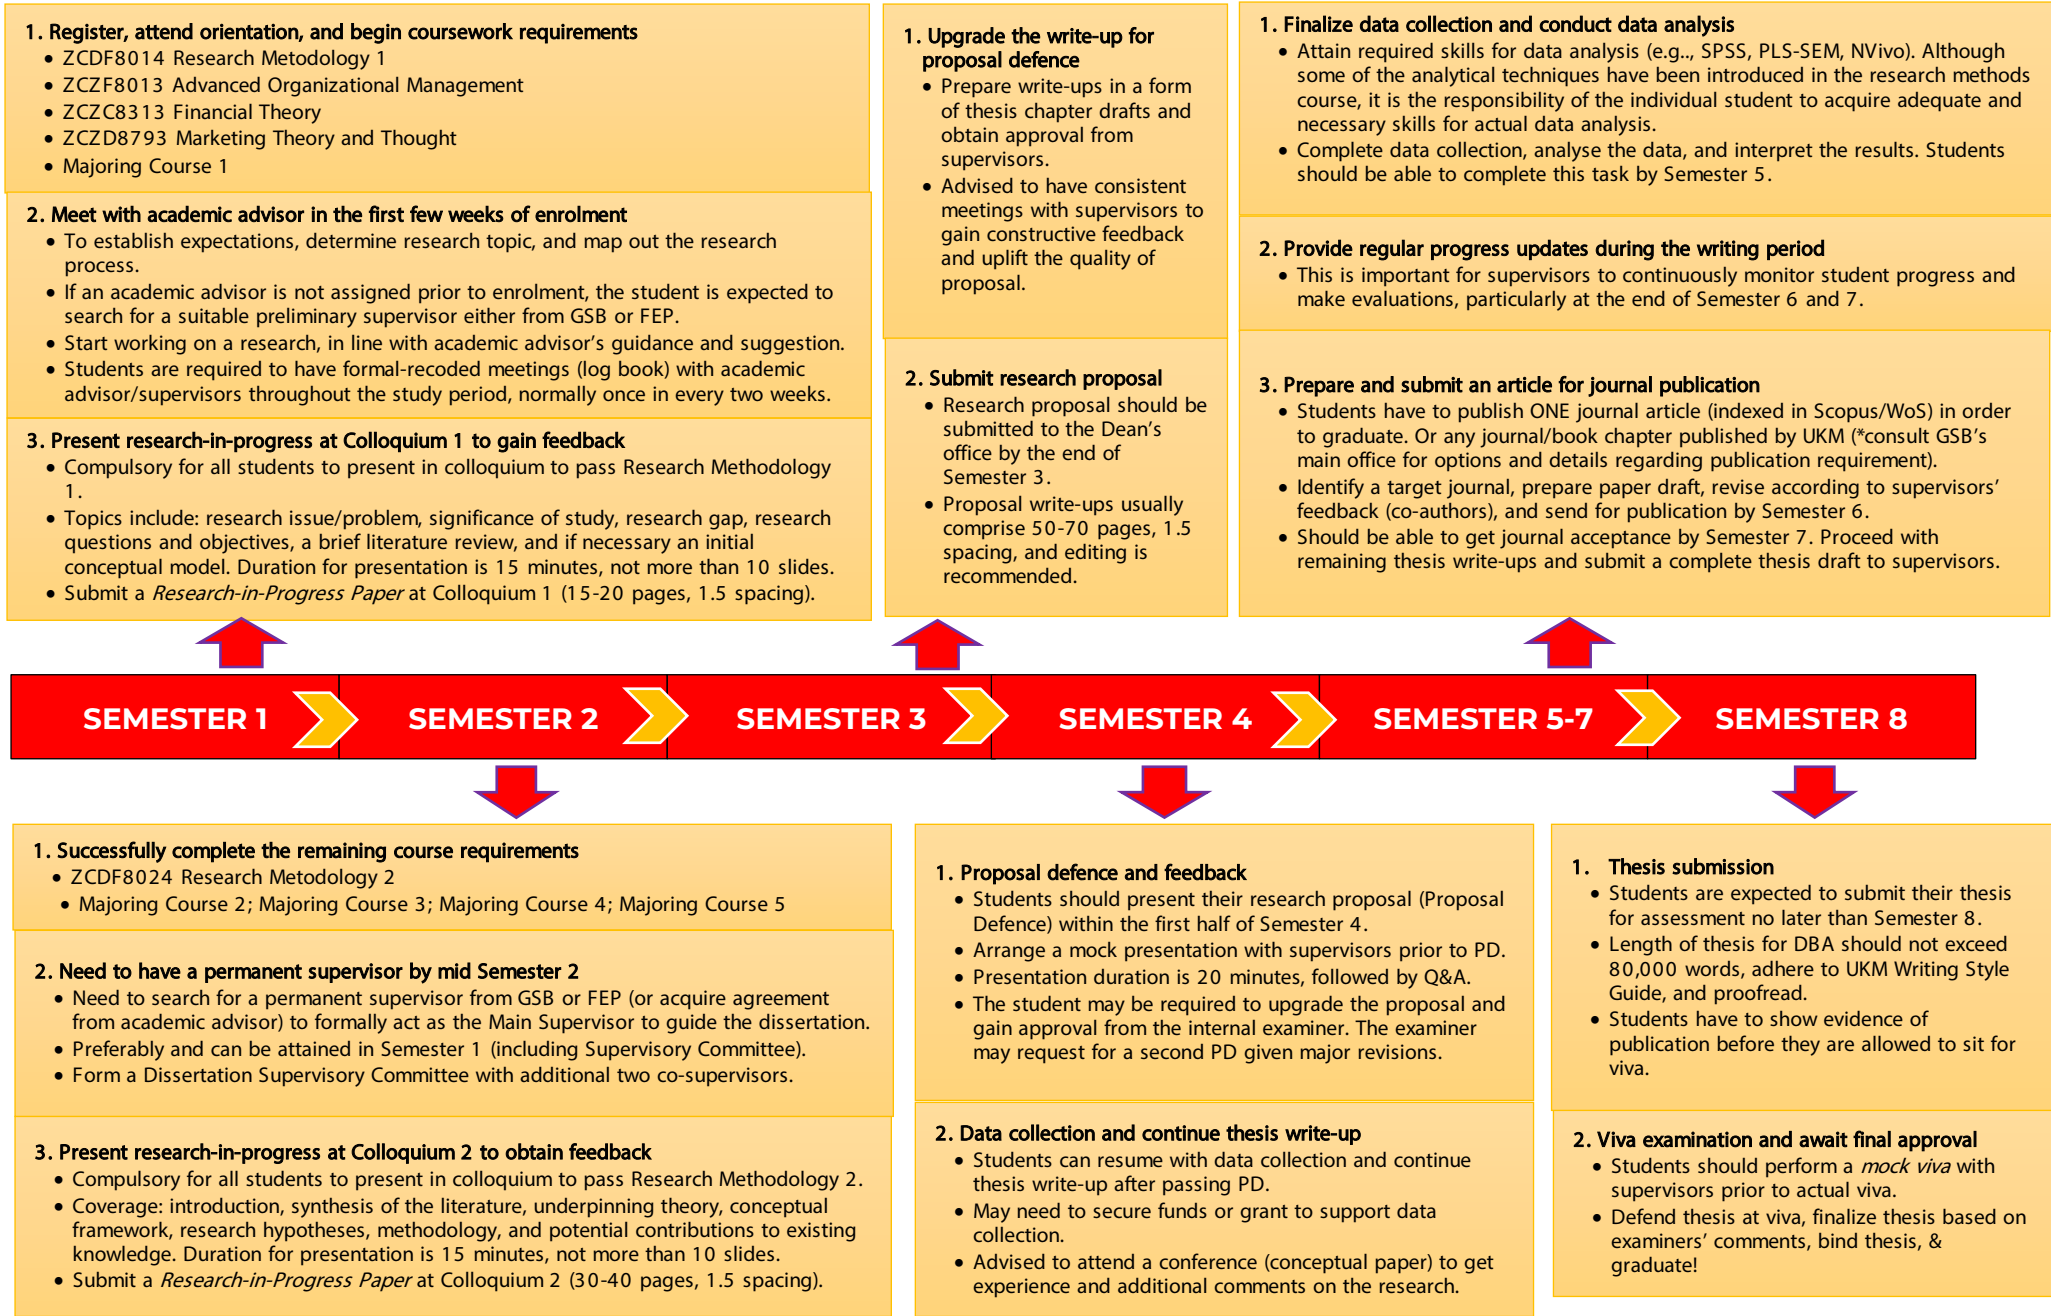 1. Register, attend orientation, and begin coursework requirements
• ZCDF8014 Research Metodology 1
• ZCZF8013 Advanced Organizational Management
• ZCZC8313 Financial Theory
• ZCZD8793 Marketing Theory and Thought
• Majoring Course 1
2. Meet with academic advisor in the first few weeks of enrolment
• To establish expectations, determine research topic, and map out the research
process.
• If an academic advisor is not assigned prior to enrolment, the student is expected to
search for a suitable preliminary supervisor either from GSB or FEP.
• Start working on a research, in line with academic advisor’s guidance and suggestion.
• Students are required to have formal-recoded meetings (log book) with academic
advisor/supervisors throughout the study period, normally once in every two weeks.
3. Present research-in-progress at Colloquium 1 to gain feedback
• Compulsory for all students to present in colloquium to pass Research Methodology
1.
• Topics include: research issue/problem, significance of study, research gap, research
questions and objectives, a brief literature review, and if necessary an initial
conceptual model. Duration for presentation is 15 minutes, not more than 10 slides.
• Submit a Research-in-Progress Paper at Colloquium 1 (15-20 pages, 1.5 spacing).
1. Upgrade the write-up for
proposal defence
• Prepare write-ups in a form
of thesis chapter drafts and
obtain approval from
supervisors.
• Advised to have consistent
meetings with supervisors to
gain constructive feedback
and uplift the quality of
proposal.
2. Submit research proposal
• Research proposal should be
submitted to the Dean’s
office by the end of
Semester 3.
• Proposal write-ups usually
comprise 50-70 pages, 1.5
spacing, and editing is
recommended.
1. Finalize data collection and conduct data analysis
• Attain required skills for data analysis (e.g.., SPSS, PLS-SEM, NVivo). Although
some of the analytical techniques have been introduced in the research methods
course, it is the responsibility of the individual student to acquire adequate and
necessary skills for actual data analysis.
• Complete data collection, analyse the data, and interpret the results. Students
should be able to complete this task by Semester 5.
2. Provide regular progress updates during the writing period
• This is important for supervisors to continuously monitor student progress and
make evaluations, particularly at the end of Semester 6 and 7.
3. Prepare and submit an article for journal publication
• Students have to publish ONE journal article (indexed in Scopus/WoS) in order
to graduate. Or any journal/book chapter published by UKM (*consult GSB’s
main office for options and details regarding publication requirement).
• Identify a target journal, prepare paper draft, revise according to supervisors’
feedback (co-authors), and send for publication by Semester 6.
• Should be able to get journal acceptance by Semester 7. Proceed with
remaining thesis write-ups and submit a complete thesis draft to supervisors.
SEMESTER 1
SEMESTER 2
SEMESTER 3
SEMESTER 4
SEMESTER 5-7
SEMESTER 8
1. Successfully complete the remaining course requirements
• ZCDF8024 Research Metodology 2
• Majoring Course 2; Majoring Course 3; Majoring Course 4; Majoring Course 5
2. Need to have a permanent supervisor by mid Semester 2
• Need to search for a permanent supervisor from GSB or FEP (or acquire agreement
from academic advisor) to formally act as the Main Supervisor to guide the dissertation.
• Preferably and can be attained in Semester 1 (including Supervisory Committee).
• Form a Dissertation Supervisory Committee with additional two co-supervisors.
3. Present research-in-progress at Colloquium 2 to obtain feedback
• Compulsory for all students to present in colloquium to pass Research Methodology 2.
• Coverage: introduction, synthesis of the literature, underpinning theory, conceptual
framework, research hypotheses, methodology, and potential contributions to existing
knowledge. Duration for presentation is 15 minutes, not more than 10 slides.
• Submit a Research-in-Progress Paper at Colloquium 2 (30-40 pages, 1.5 spacing).
1. Proposal defence and feedback
• Students should present their research proposal (Proposal
Defence) within the first half of Semester 4.
• Arrange a mock presentation with supervisors prior to PD.
• Presentation duration is 20 minutes, followed by Q&A.
• The student may be required to upgrade the proposal and
gain approval from the internal examiner. The examiner
may request for a second PD given major revisions.
2. Data collection and continue thesis write-up
• Students can resume with data collection and continue
thesis write-up after passing PD.
• May need to secure funds or grant to support data
collection.
• Advised to attend a conference (conceptual paper) to get
experience and additional comments on the research.
1. Thesis submission
• Students are expected to submit their thesis
for assessment no later than Semester 8.
• Length of thesis for DBA should not exceed
80,000 words, adhere to UKM Writing Style
Guide, and proofread.
• Students have to show evidence of
publication before they are allowed to sit for
viva.
2. Viva examination and await final approval
• Students should perform a mock viva with
supervisors prior to actual viva.
• Defend thesis at viva, finalize thesis based on
examiners’ comments, bind thesis, &
graduate!